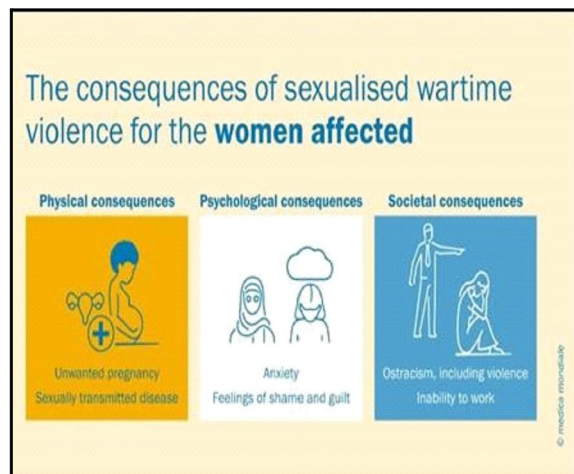 The consequences of sexualised wartime
violence for the women affected
Physical consequences
Psychological consequences
Societal consequences
Unwanted pregnancy
Sexually transmitted disease
Anxiety
Feelings of shame and guilt
Ostracism, including violence
Inability to work
© medica mondiale